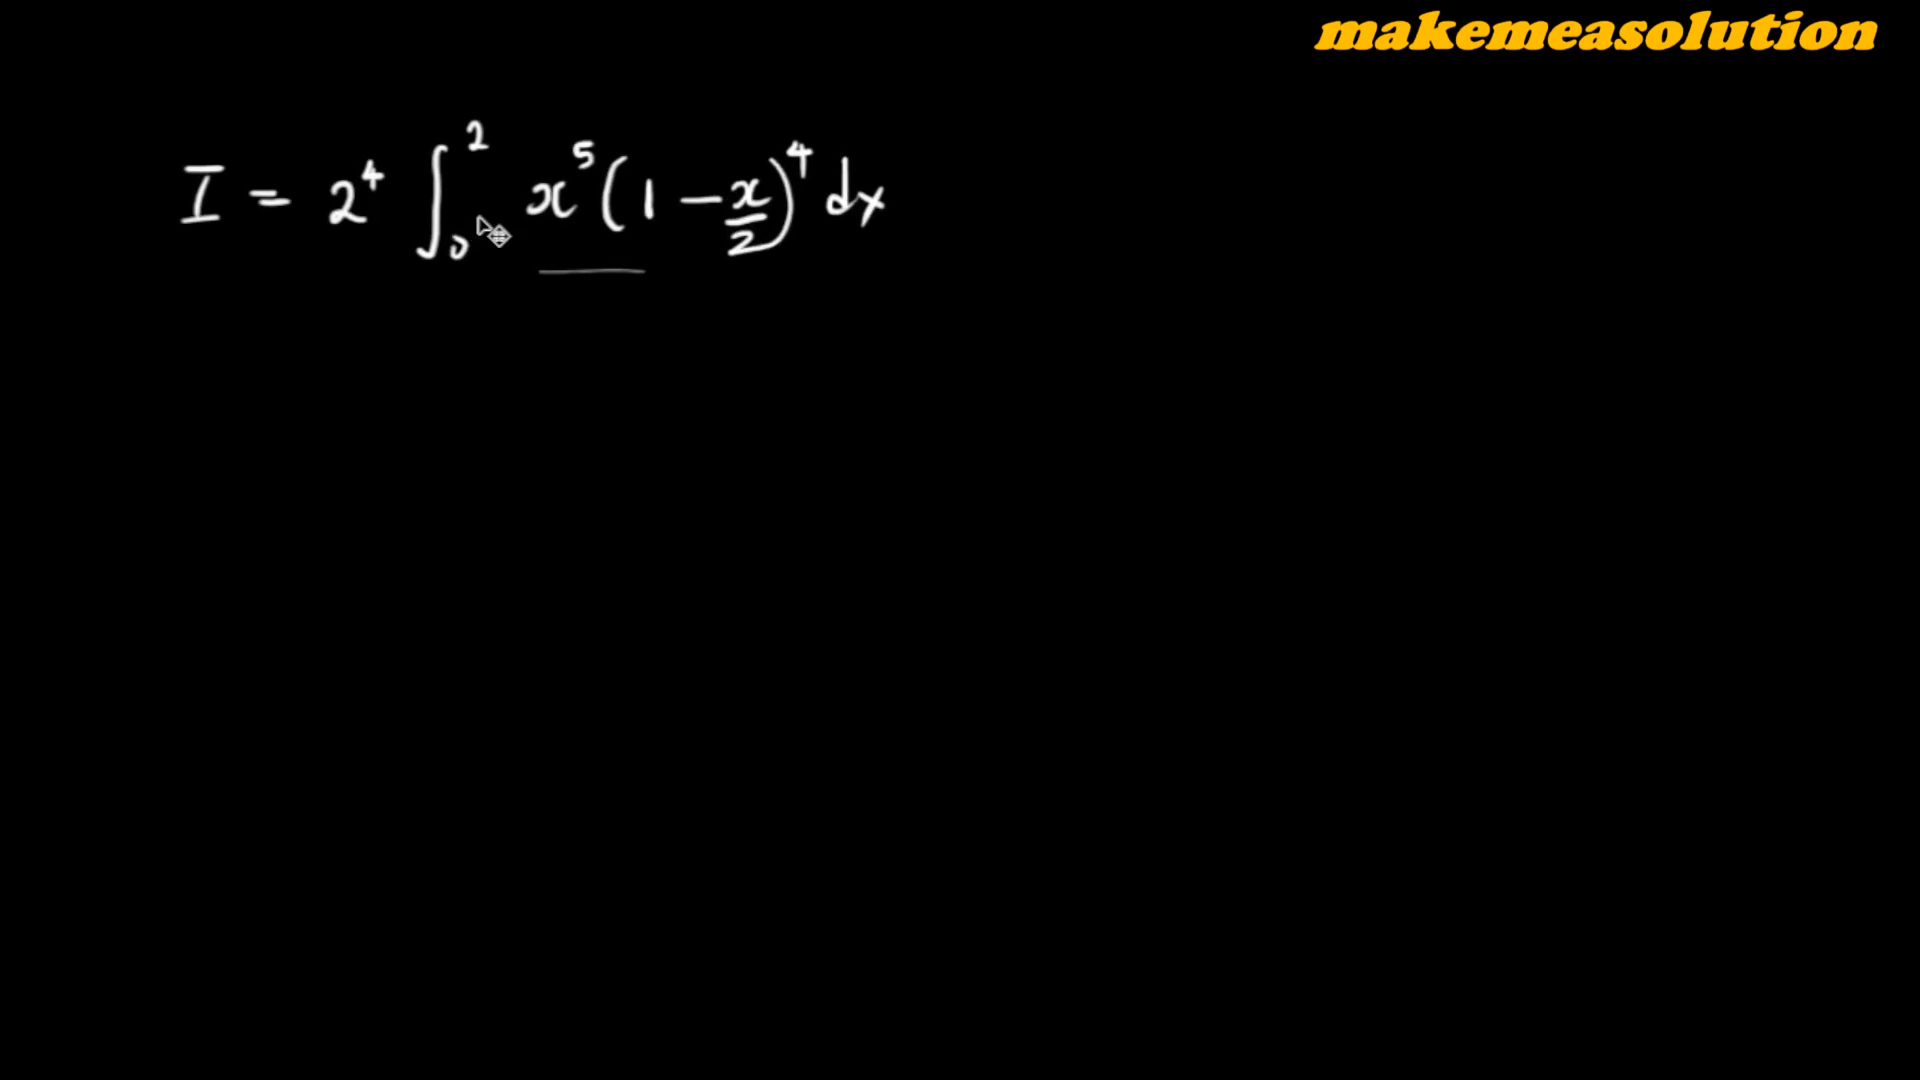 makemeasolution
I = 2⁴ ∫₀² x⁵(1 - x/2)⁴ dx